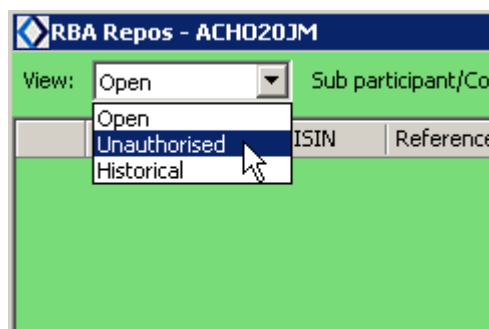 RBA Repos - ACHO20JM
View: Open Sub participant/Co
Open
Unauthorised
Historical
ISIN Reference